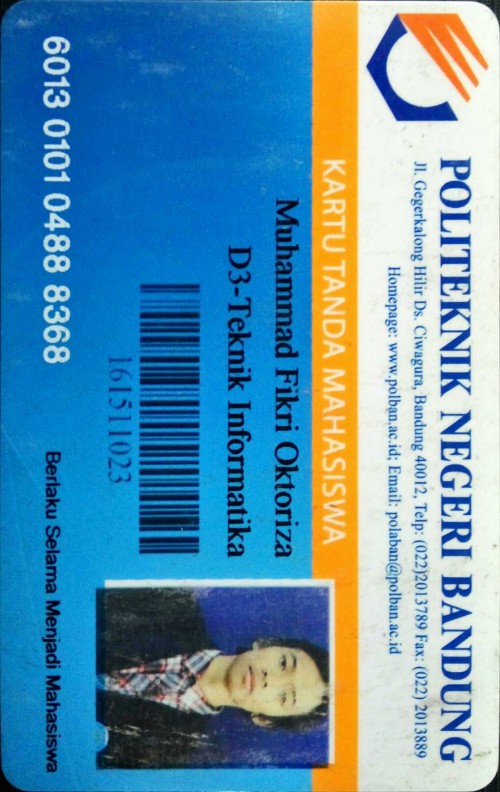 POLITEKNIK NEGERI BANDUNG
Jl. Gegerkalong Hilir Ds. Ciwagura, Bandung 40012, Telp: (022)2013789 Fax: (022) 2013889
Homepage: www.polban.ac.id: Email: polaban@polban.ac.id
KARTU TANDA MAHASISWA
Muhammad Fikri Oktoriza
D3-Teknik Informatika
161511023
6013 0101 0488 8368
Berlaku Selama Menjadi Mahasiswa